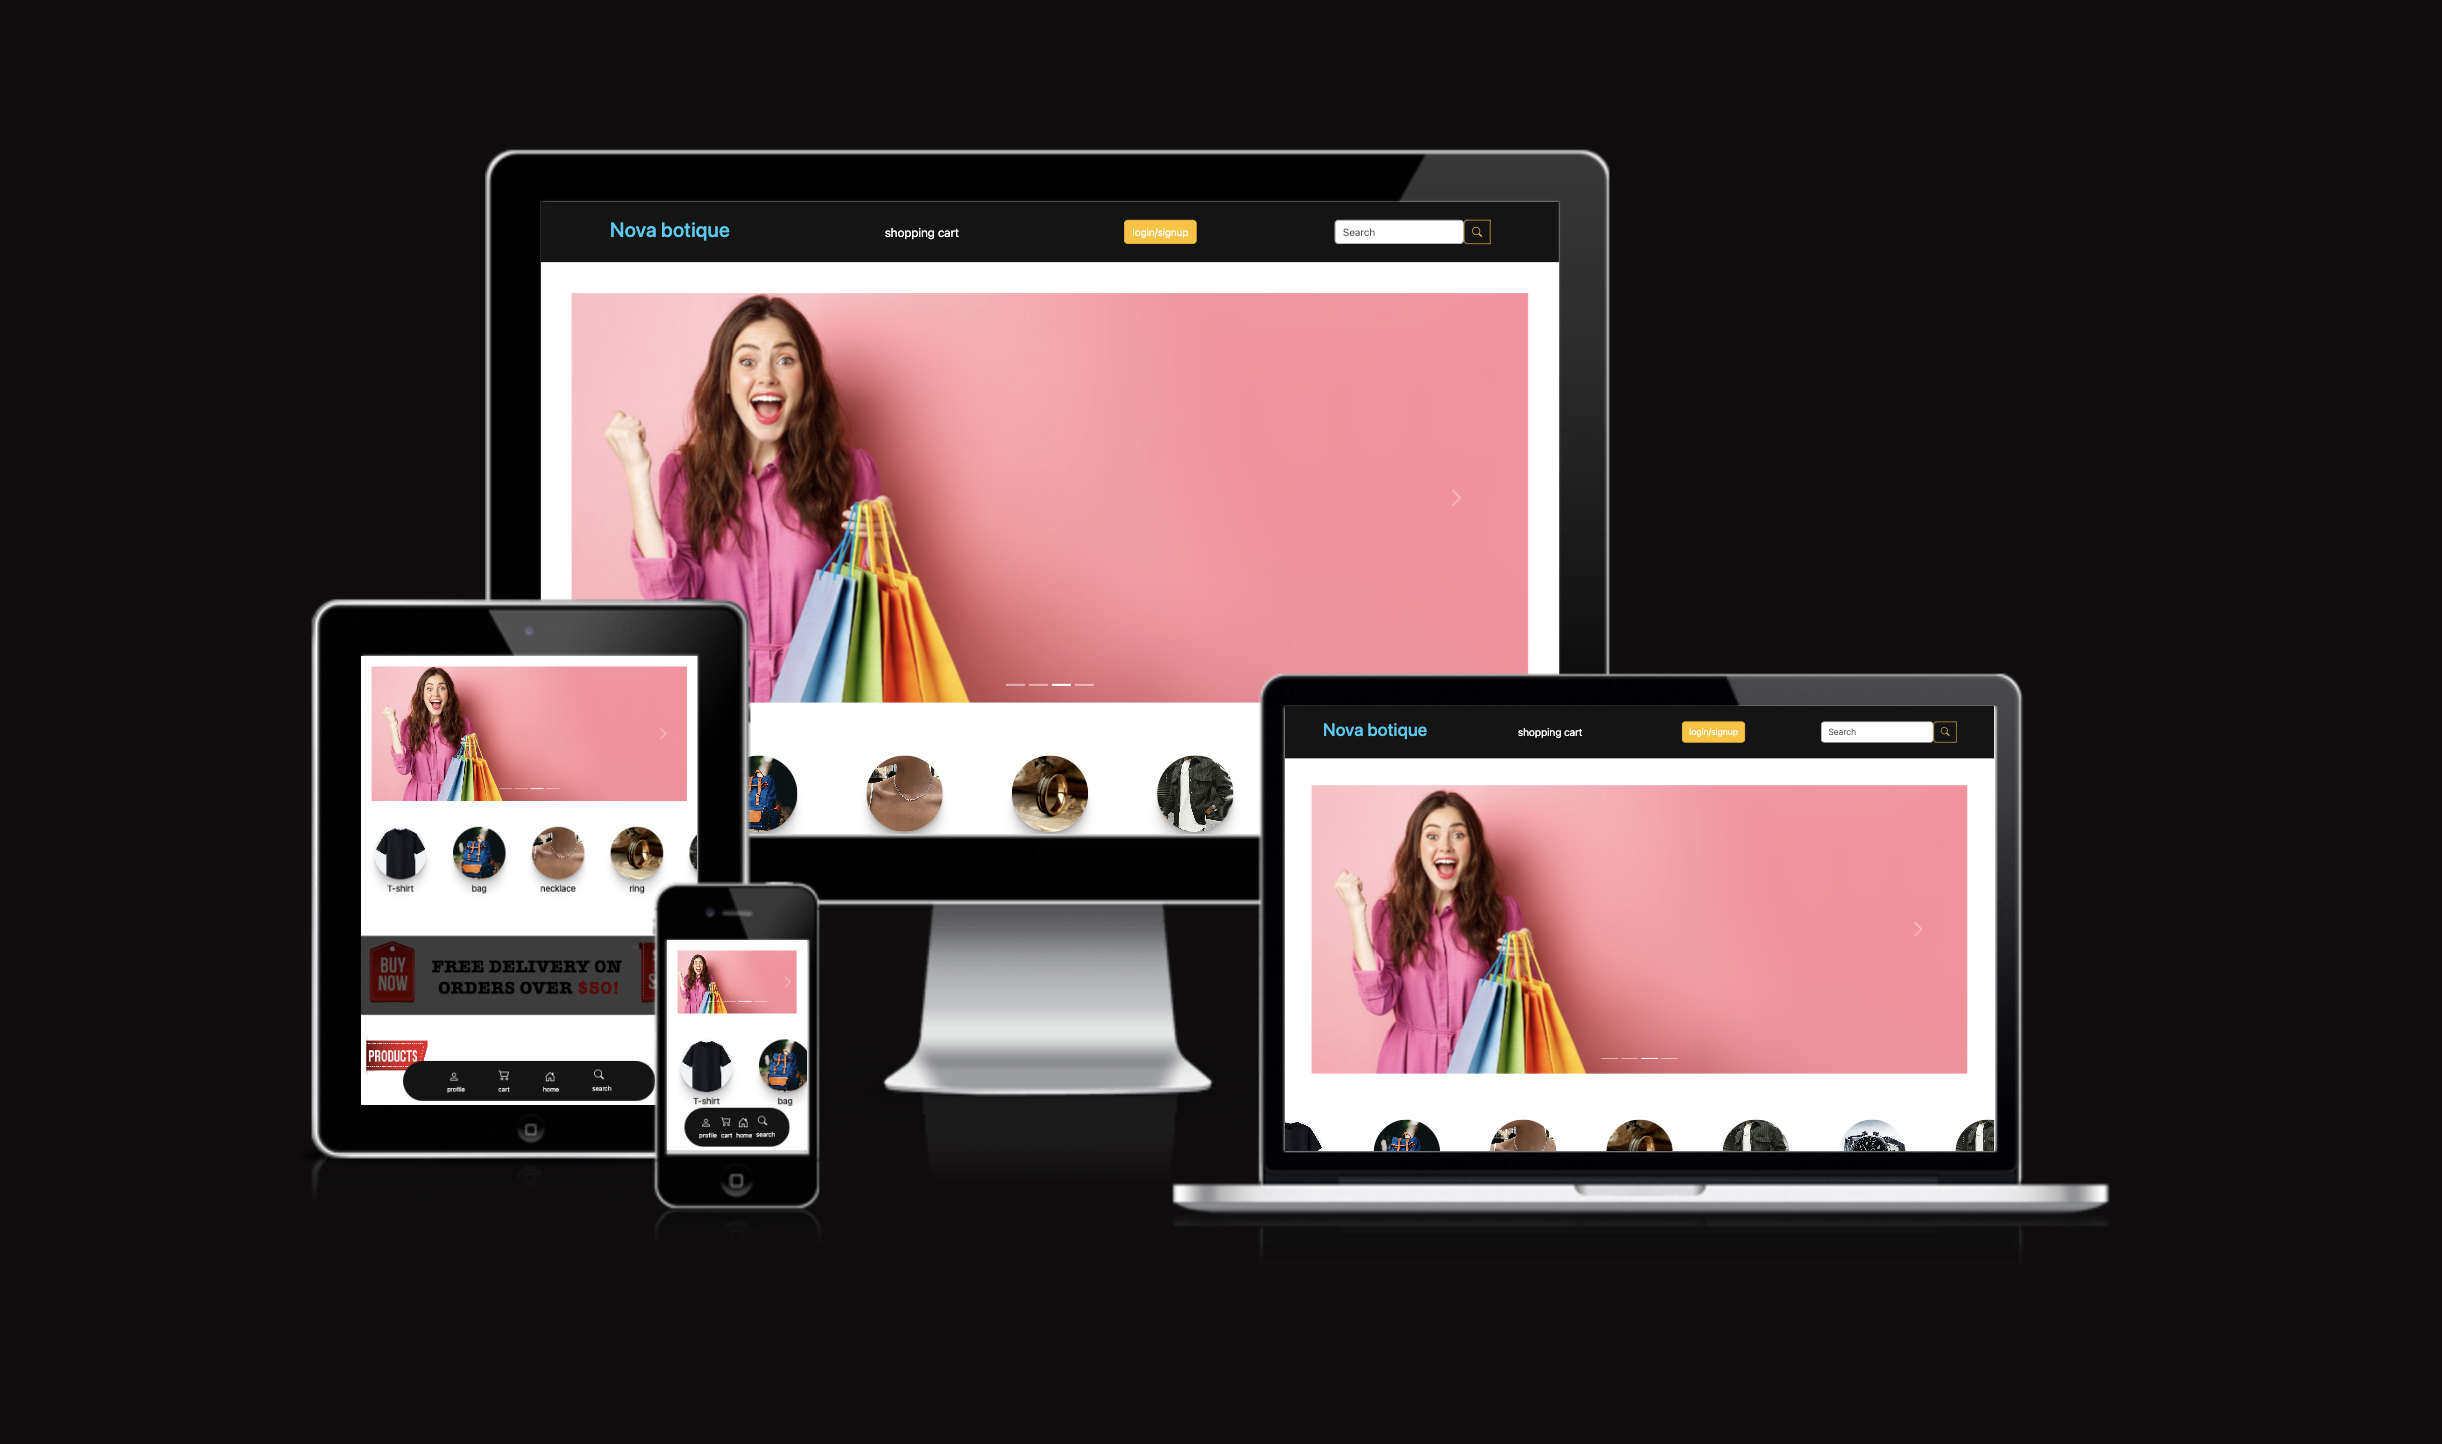 Nova botique
shopping cart
login/signup
Search
T-shirt
bag
necklace
ring
BUY
NOW
FREE DELIVERY ON
ORDERS OVER $50!
PRODUCTS
profile
cart
home
search
T-shirt
bag
profile
cart
home
search
Nova botique
shopping cart
login/signup
Search